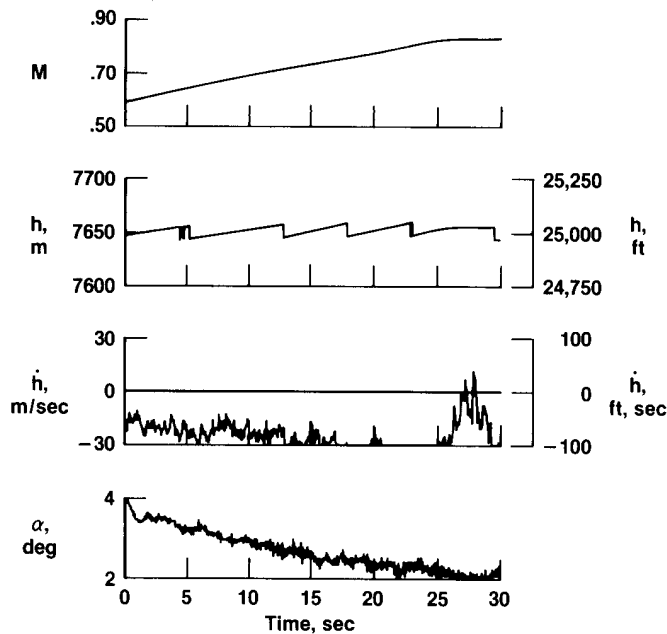 .90
M
.70
.50
7700
25,250
h,
m
7650
25,000
h,
ft
7600
24,750
30
100
ḣ,
m/sec
0
0
ḣ,
ft, sec
−30
−100
4
α,
deg
2
0 5 10 15 20 25 30
Time, sec